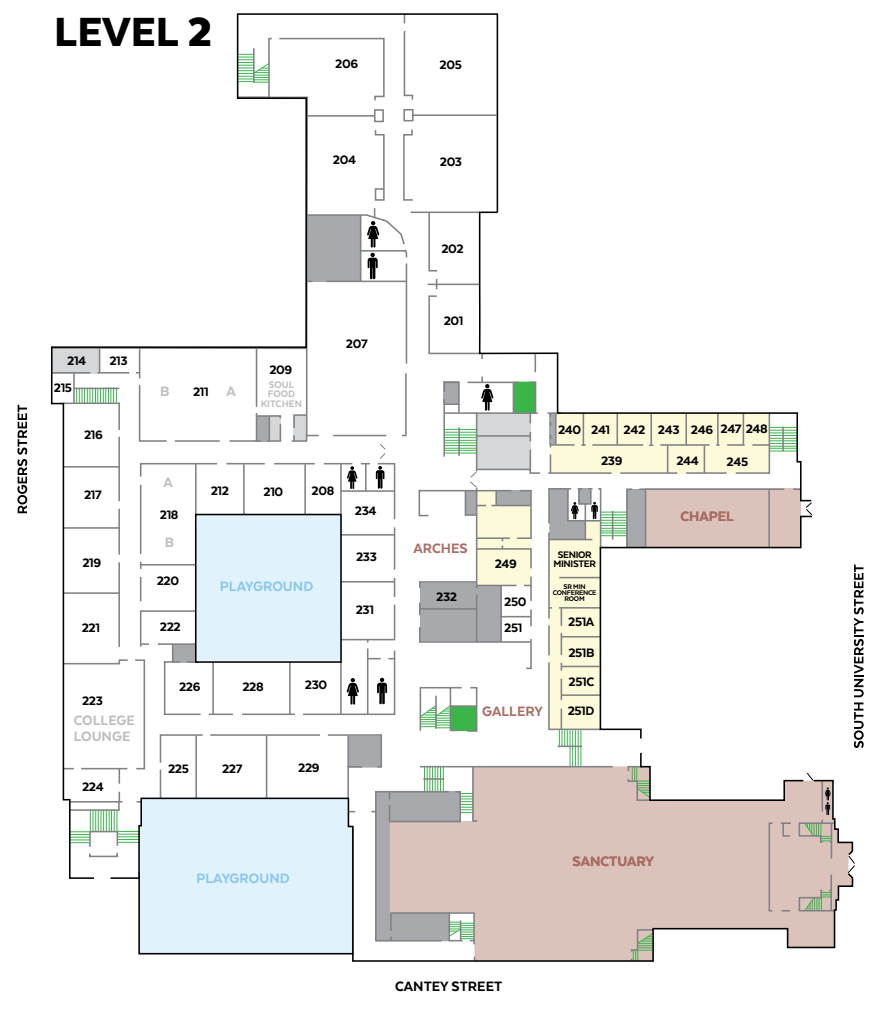 LEVEL 2
206
205
204
203
202
201
207
214
213
215
B
211
A
209
SOUL
FOOD
KITCHEN
216
217
219
221
223
COLLEGE
LOUNGE
224
A
218
B
220
222
212
210
208
234
233
231
PLAYGROUND
226
228
230
225
227
229
PLAYGROUND
240
241
242
243
246
247
248
239
244
245
CHAPEL
ARCHES
249
232
250
251
SENIOR
MINISTER
SR MIN
CONFERENCE
ROOM
251A
251B
251C
251D
GALLERY
SANCTUARY
ROGERS STREET
SOUTH UNIVERSITY STREET
CANTEY STREET